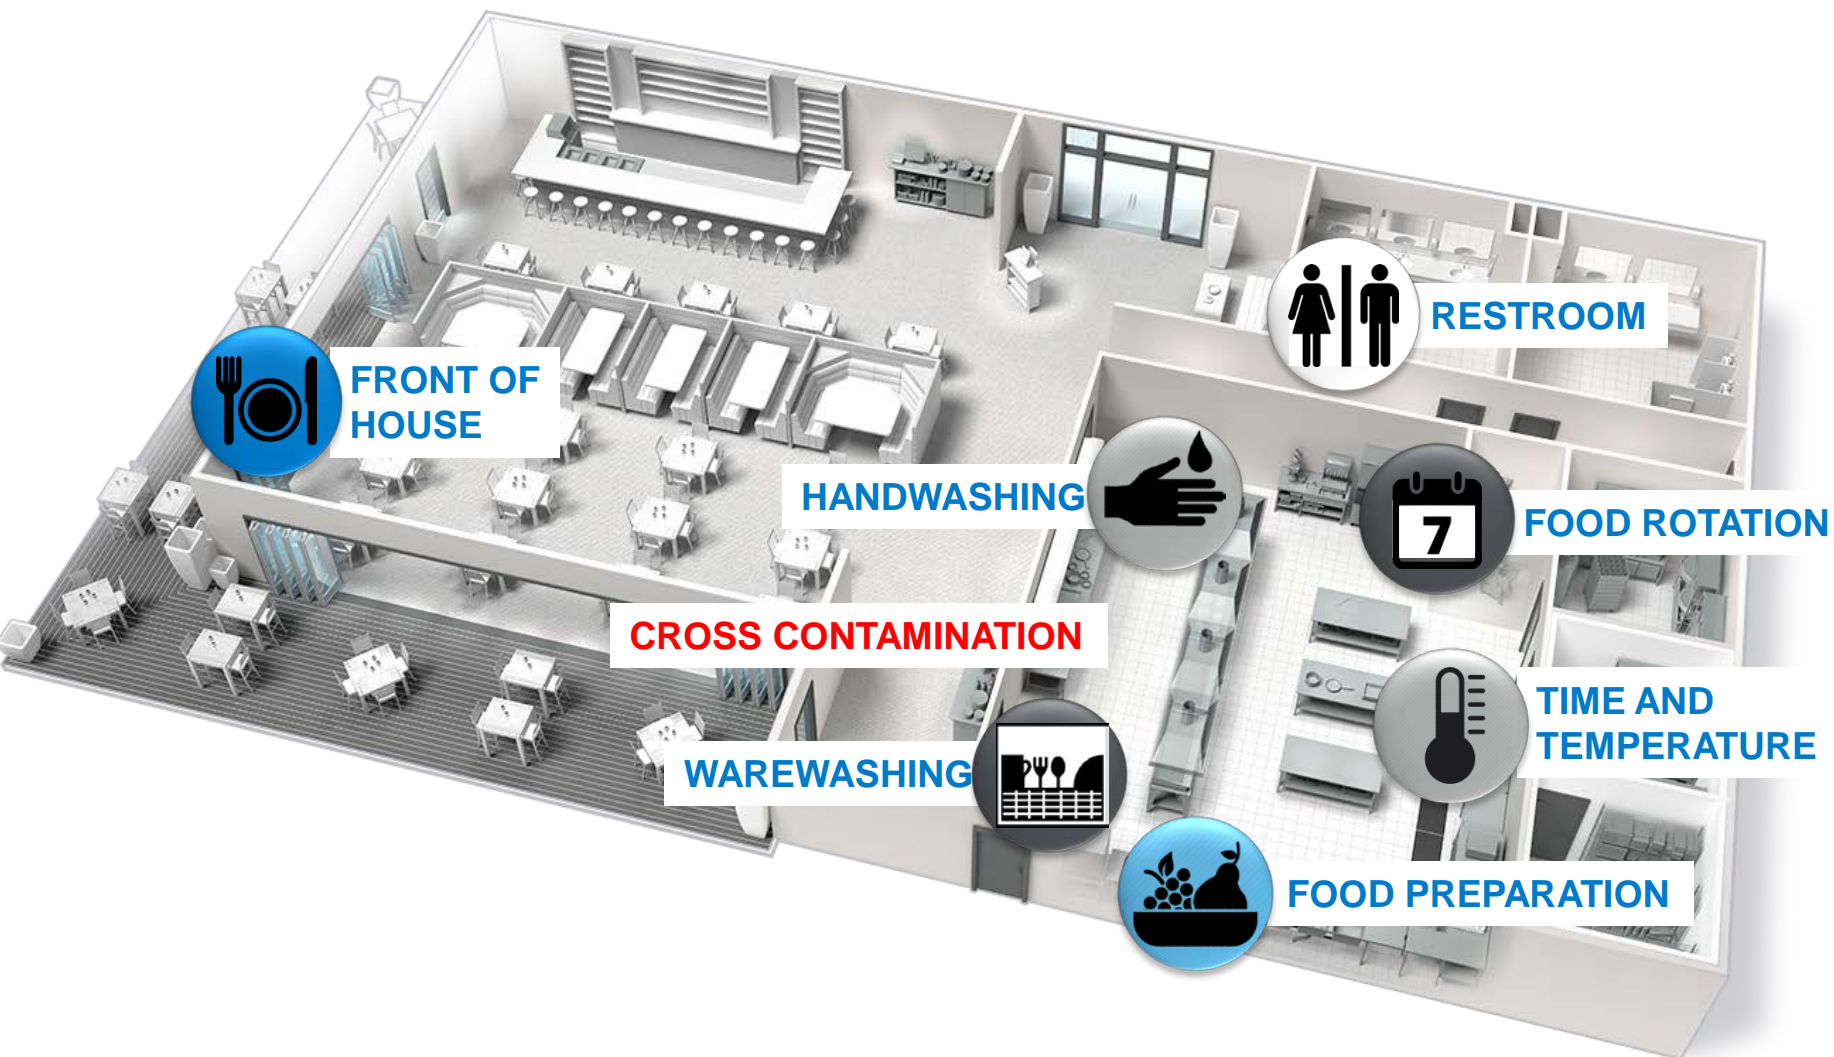 RESTROOM
FRONT OF
HOUSE
HANDWASHING
7
FOOD ROTATION
CROSS CONTAMINATION
TIME AND
TEMPERATURE
WAREWASHING
FOOD PREPARATION